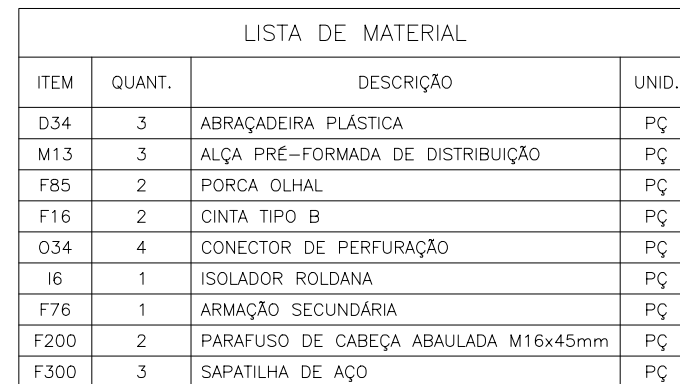 LISTA DE MATERIAL
ITEM QUANT. DESCRIÇÃO UNID.
D34 3 ABRAÇADEIRA PLÁSTICA PÇ
M13 3 ALÇA PRÉ-FORMADA DE DISTRIBUIÇÃO PÇ
F85 2 PORCA OLHAL PÇ
F16 2 CINTA TIPO B PÇ
O34 4 CONECTOR DE PERFURAÇÃO PÇ
I6 1 ISOLADOR ROLDANA PÇ
F76 1 ARMAÇÃO SECUNDÁRIA PÇ
F200 2 PARAFUSO DE CABEÇA ABAULADA M16x45mm PÇ
F300 3 SAPATILHA DE AÇO PÇ